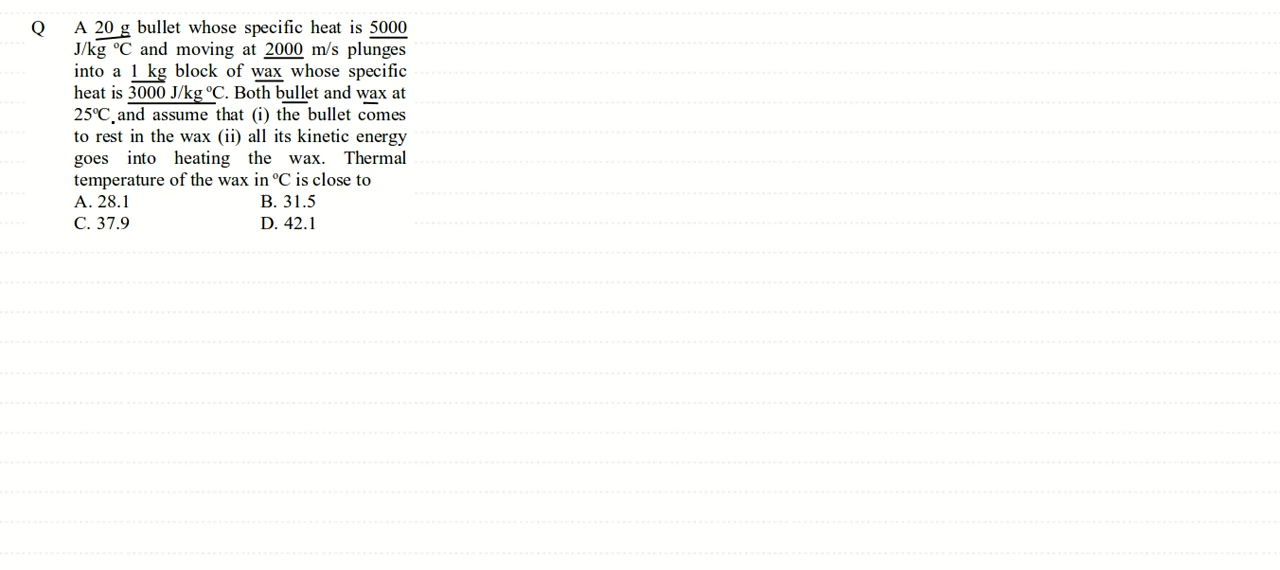 Q A 20 g bullet whose specific heat is 5000
J/kg °C and moving at 2000 m/s plunges
into a 1 kg block of wax whose specific
heat is 3000 J/kg °C. Both bullet and wax at
25°C and assume that (i) the bullet comes
to rest in the wax (ii) all its kinetic energy
goes into heating the wax. Thermal
temperature of the wax in °C is close to
A. 28.1 B. 31.5
C. 37.9 D. 42.1